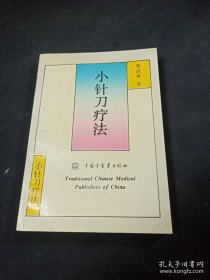 小针刀疗法
朱汉章 著
中国中医药出版社
Traditional Chinese Medical
Publishers of China
小针刀疗法
孔夫子旧书网